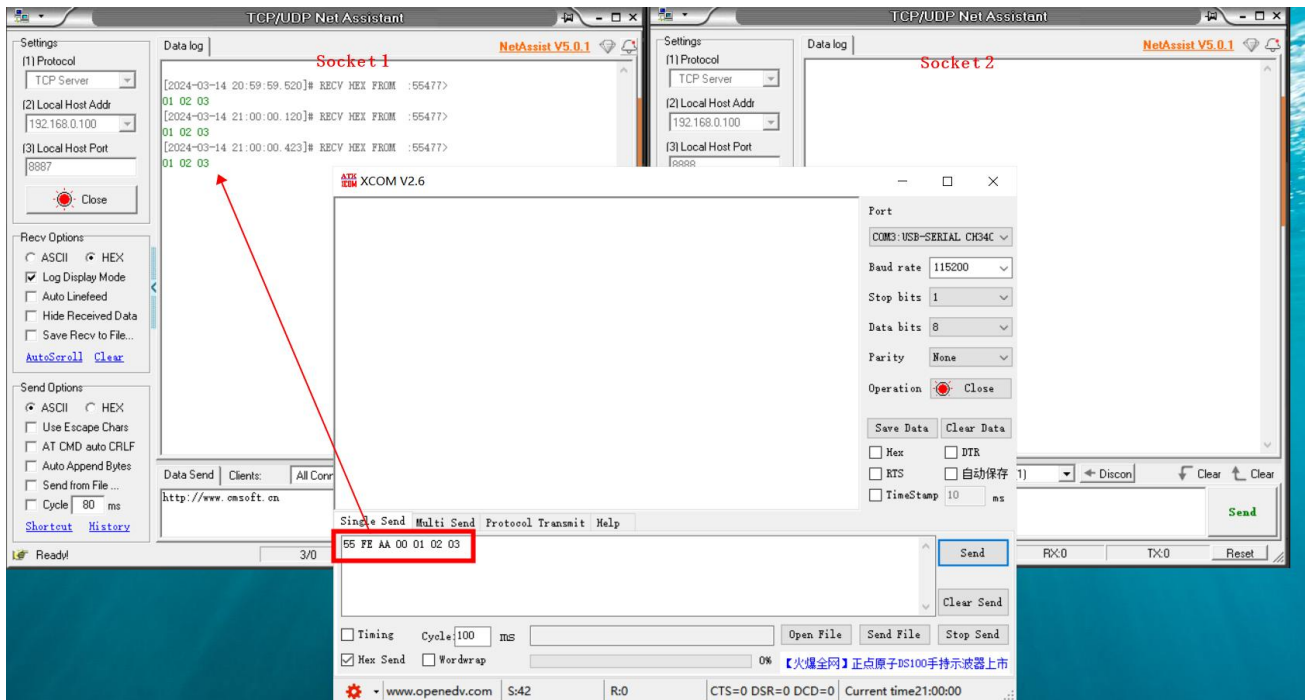 TCP/UDP Net Assistant
Settings
(1) Protocol
TCP Server
(2) Local Host Addr
192.168.0.100
(3) Local Host Port
8887
Close
Recv Options
ASCII HEX
Log Display Mode
Auto Linefeed
Hide Received Data
Save Recv to File...
AutoScroll Clear
Send Options
ASCII HEX
Use Escape Chars
AT CMD auto CRLF
Auto Append Bytes
Send from File ...
Cycle 80 ms
Shortcut History
Ready!
Data log
NetAssist V5.0.1
Socket1
[2024-03-14 20:59:59.520]# RECV HEX FROM :55477>
01 02 03
[2024-03-14 21:00:00.120]# RECV HEX FROM :55477>
01 02 03
[2024-03-14 21:00:00.423]# RECV HEX FROM :55477>
01 02 03
Data Send Clients: All Conr
http://www.cmsoft.cn
3/0
TCP/UDP Net Assistant
Settings
(1) Protocol
TCP Server
(2) Local Host Addr
192.168.0.100
(3) Local Host Port
8888
Data log
NetAssist V5.0.1
Socket2
1) Discon Clear Clear
Send
RX:0 TX:0 Reset
XCOM V2.6
Port
COM3:USB-SERIAL CH34C
Baud rate 115200
Stop bits 1
Data bits 8
Parity None
Operation Close
Save Data Clear Data
Hex DTR
RTS 自动保存
TimeStamp 10 ms
Single Send Multi Send Protocol Transmit Help
55 FE AA 00 01 02 03
Send
Clear Send
Timing Cycle:100 ms Open File Send File Stop Send
Hex Send Wordwrap 0% 【火爆全网】正点原子DS100手持示波器上市
www.openedv.com S:42 R:0 CTS=0 DSR=0 DCD=0 Current time21:00:00